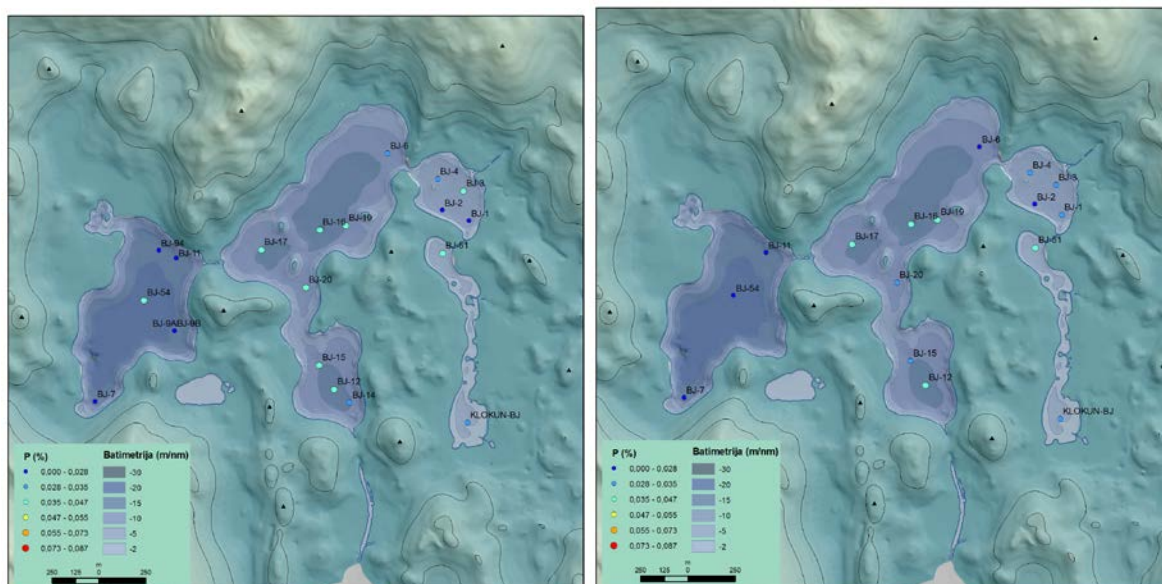 BJ-6
BJ-4
BJ-3
BJ-2
BJ-1
BJ-16 BJ-19
BJ-17
BJ-51
BJ-94
BJ-11
BJ-20
BJ-54
BJ-9ABJ-9B
BJ-15
BJ-12
BJ-7
BJ-14
KLOKUN-BJ
P (%) Batimetrija (m/nm)
0,000 - 0,028 -30
0,028 - 0,035 -20
0,035 - 0,047 -15
0,047 - 0,055 -10
0,055 - 0,073 -5
0,073 - 0,087 -2
m
250 125 0 250
BJ-6
BJ-4
BJ-3
BJ-2
BJ-1
BJ-16 BJ-19
BJ-17
BJ-51
BJ-11
BJ-20
BJ-54
BJ-15
BJ-12
BJ-7
KLOKUN-BJ
P (%) Batimetrija (m/nm)
0,000 - 0,028 -30
0,028 - 0,035 -20
0,035 - 0,047 -15
0,047 - 0,055 -10
0,055 - 0,073 -5
0,073 - 0,087 -2
m
250 125 0 250